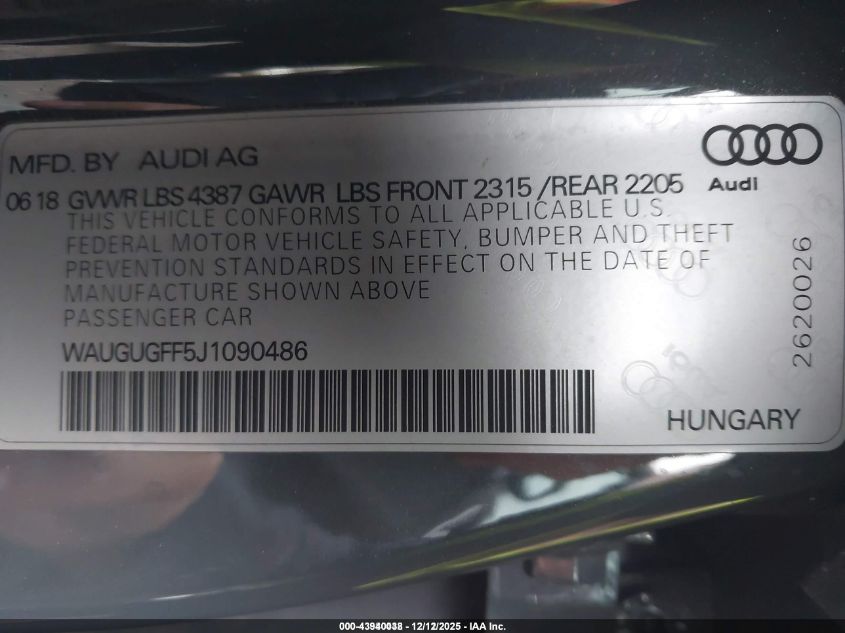 MFD. BY AUDI AG
06 18 GVWR LBS 4387 GAWR LBS FRONT 2315 /REAR 2205
Audi
THIS VEHICLE CONFORMS TO ALL APPLICABLE U.S.
FEDERAL MOTOR VEHICLE SAFETY, BUMPER AND THEFT
PREVENTION STANDARDS IN EFFECT ON THE DATE OF
MANUFACTURE SHOWN ABOVE
PASSENGER CAR
WAUGUGFF5J1090486
2620026
HUNGARY
12/12/2025 - IAA Inc.